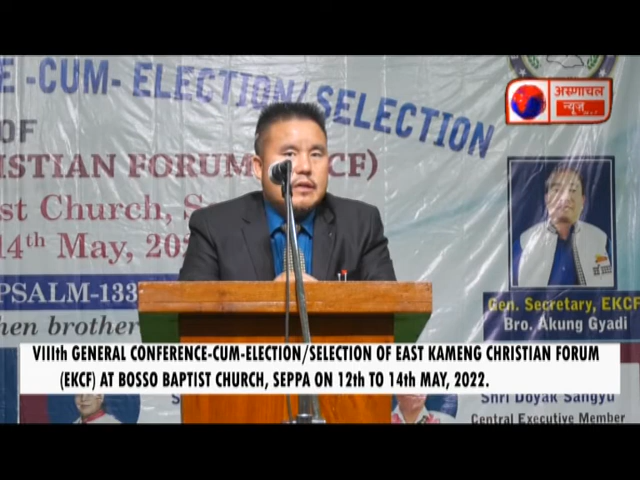 E -CUM- ELECTION/SELECTION
OF
ISTIAN FORUM CF)
st Church, S
14th May, 202
PSALM-133
hen brother
अरुणाचल
न्यूज़
Gen. Secretary, EKCF
Bro. Akung Gyadi
VIIIth GENERAL CONFERENCE-CUM-ELECTION/SELECTION OF EAST KAMENG CHRISTIAN FORUM
(EKCF) AT BOSSO BAPTIST CHURCH, SEPPA ON 12th TO 14th MAY, 2022.
Shri Doyak Sangyu
Central Executive Member